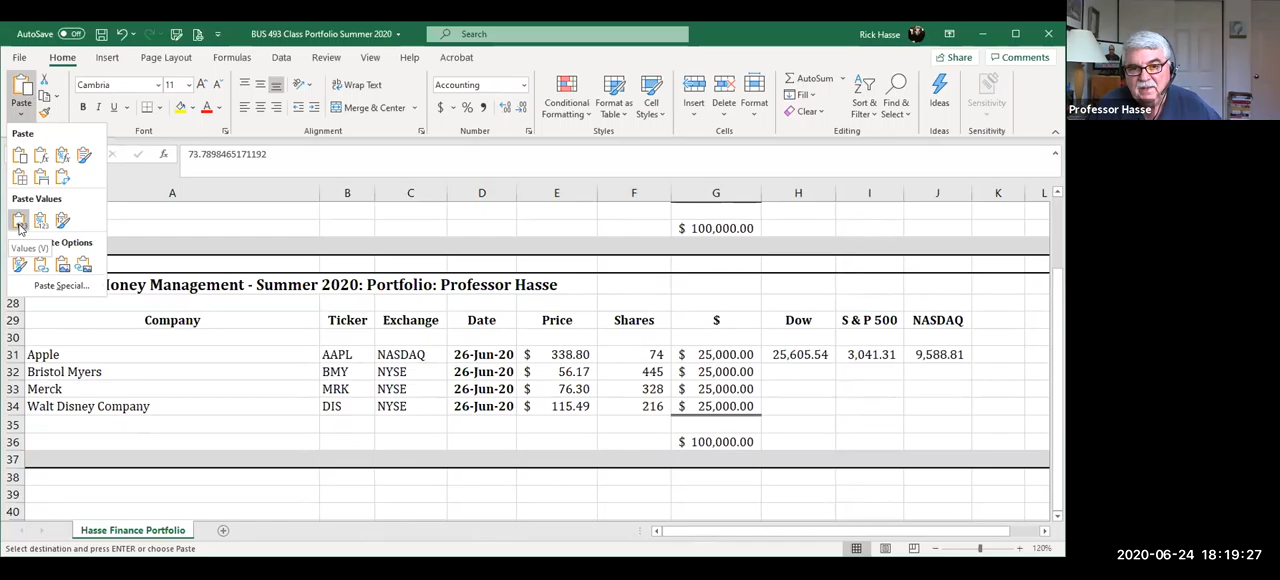 AutoSave Off BUS 493 Class Portfolio Summer 2020 Search Rick Hasse
File Home Insert Page Layout Formulas Data Review View Help Acrobat Share Comments
Paste Cambria 11 Wrap Text Accounting Conditional Formatting Format as Table Cell Styles Insert Delete Format AutoSum Fill Clear Sort & Filter Find & Select Ideas Sensitivity
B I U Merge & Center $ % ,
Font Alignment Number Styles Cells Editing Ideas Sensitivity
Professor Hasse
Paste
fx 73.7898465171192
A B C D E F G H I J K L
Paste Values
$ 100,000.00
Values (V)
te Options
Paste Special...
oney Management - Summer 2020: Portfolio: Professor Hasse
28
29 Company Ticker Exchange Date Price Shares $ Dow S & P 500 NASDAQ
30
31 Apple AAPL NASDAQ 26-Jun-20 $ 338.80 74 $ 25,000.00 25,605.54 3,041.31 9,588.81
32 Bristol Myers BMY NYSE 26-Jun-20 $ 56.17 445 $ 25,000.00
33 Merck MRK NYSE 26-Jun-20 $ 76.30 328 $ 25,000.00
34 Walt Disney Company DIS NYSE 26-Jun-20 $ 115.49 216 $ 25,000.00
35
36 $ 100,000.00
37
38
39
40
Hasse Finance Portfolio
Select destination and press ENTER or choose Paste 120%
2020-06-24 18:19:27